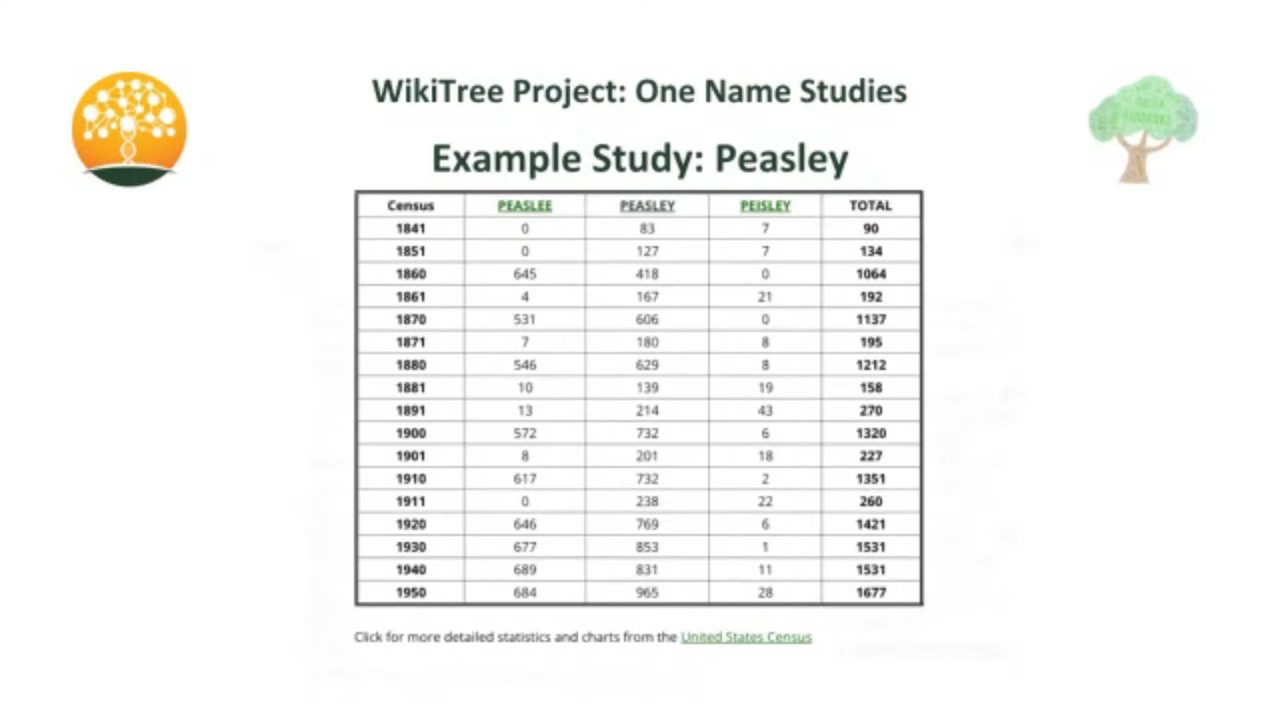 WikiTree Project: One Name Studies
Example Study: Peasley
Census PEASLEE PEASLEY PEISLEY TOTAL
1841 0 83 7 90
1851 0 127 7 134
1860 645 418 0 1064
1861 4 167 21 192
1870 531 606 0 1137
1871 7 180 8 195
1880 546 629 8 1212
1881 10 139 19 158
1891 13 214 43 270
1900 572 732 6 1320
1901 8 201 18 227
1910 617 732 2 1351
1911 0 238 22 260
1920 646 769 6 1421
1930 677 853 1 1531
1940 689 831 11 1531
1950 684 965 28 1677
Click for more detailed statistics and charts from the United States Census